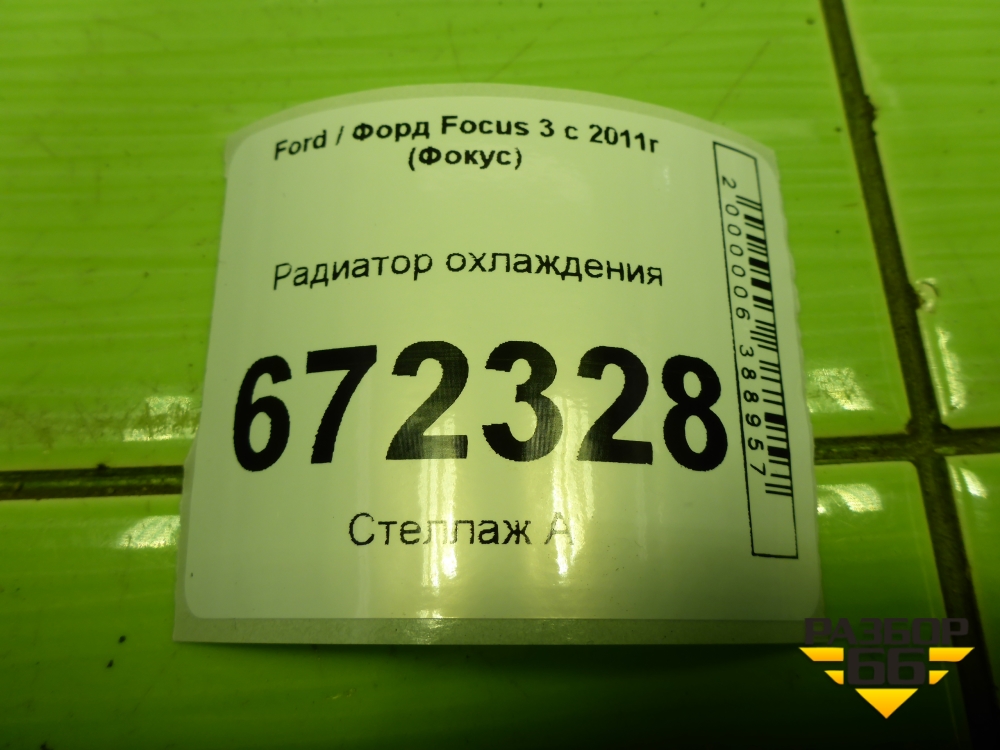 Ford / Форд Focus 3 с 2011г
(Фокус)
Радиатор охлаждения
672328
Стеллаж А
2000006388957
РАЗБОР
66